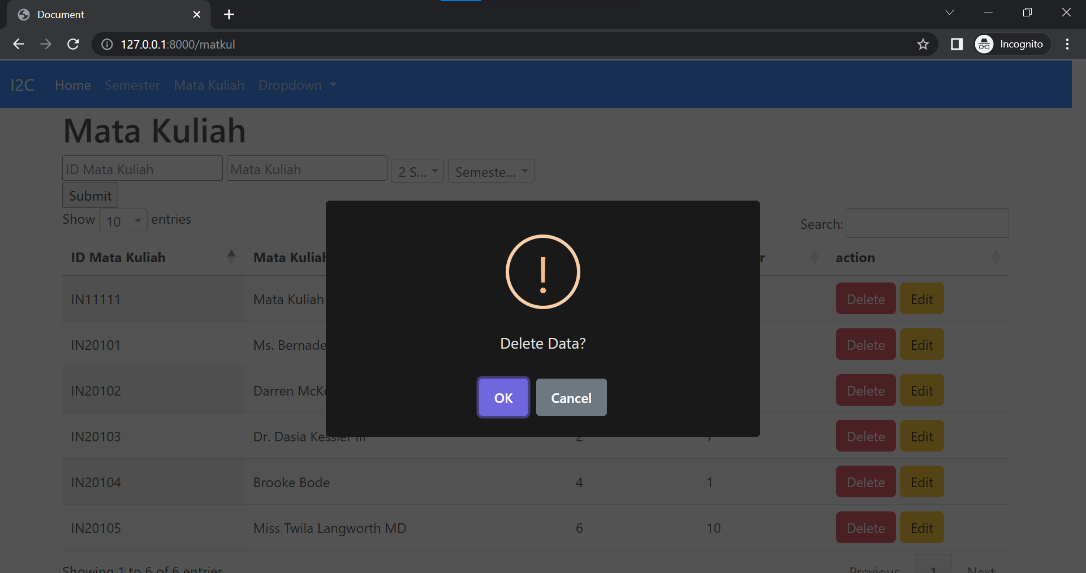 Document
127.0.0.1:8000/matkul
Incognito
I2C Home Semester Mata Kuliah Dropdown
Mata Kuliah
ID Mata Kuliah Mata Kuliah 2 S... Semeste...
Submit
Show 10 entries
Search:
ID Mata Kuliah Mata Kuliah action
IN11111 Mata Kuliah Delete Edit
IN20101 Ms. Delete Edit
IN20102 Darren Delete Edit
IN20103 Dr. Dasia Kessler III 2 7 Delete Edit
IN20104 Brooke Bode 4 1 Delete Edit
IN20105 Miss Twila Langworth MD 6 10 Delete Edit
Showing 1 to 6 of 6 entries
Previous 1 Next
!
Delete Data?
OK Cancel